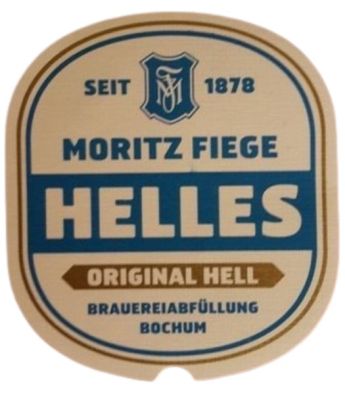 SEIT 1878
MORITZ FIEGE
HELLES
ORIGINAL HELL
BRAUEREIABFÜLLUNG
BOCHUM